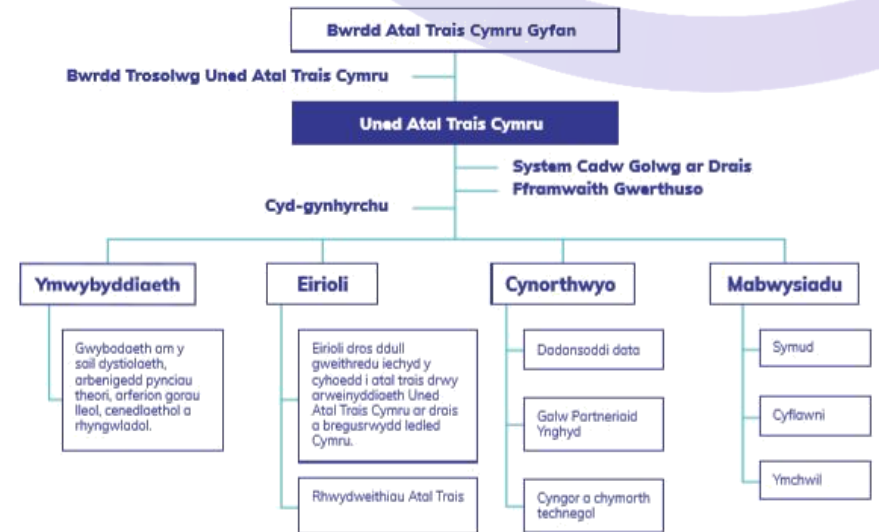 Bwrdd Atal Trais Cymru Gyfan
Bwrdd Trosolwg Uned Atal Trais Cymru
Uned Atal Trais Cymru
System Cadw Golwg ar Drais
Fframwaith Gwerthuso
Cyd-gynhyrchu
Ymwybyddiaeth
Gwybodaeth am y
sail dystiolaeth,
arbenigedd pynciau
theori, arferion gorau
lleol, cenedlaethol a
rhyngwladol.
Eirioli
Eirioli dros ddull
gweithredu iechyd y
cyhoedd i atal trais drwy
arweinyddiaeth Uned
Atal Trais Cymru ar drais
a bregusrwydd ledled
Cymru.
Rhwydweithiau Atal Trais
Cynorthwyo
Dadansoddi data
Galw Partneriaid
Ynghyd
Cyngor a chymorth
technegol
Mabwysiadu
Symud
Cyflawni
Ymchwil